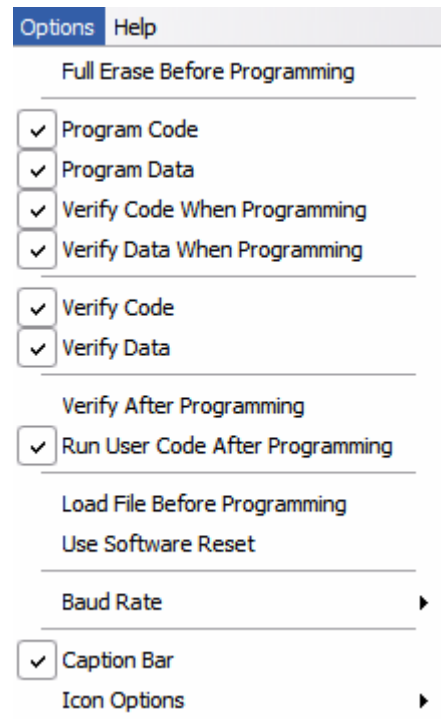 Options Help
Full Erase Before Programming
Program Code
Program Data
Verify Code When Programming
Verify Data When Programming
Verify Code
Verify Data
Verify After Programming
Run User Code After Programming
Load File Before Programming
Use Software Reset
Baud Rate
Caption Bar
Icon Options